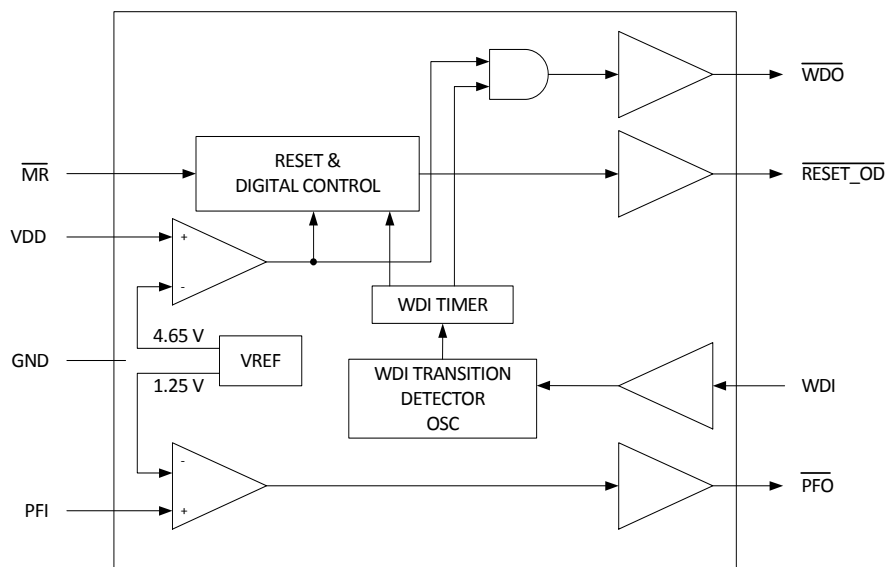 WDO
MR
RESET &
DIGITAL CONTROL
RESET_OD
VDD
+
-
WDI TIMER
4.65 V
GND
VREF
1.25 V
WDI TRANSITION
DETECTOR
OSC
WDI
-
+
PFI
PFO